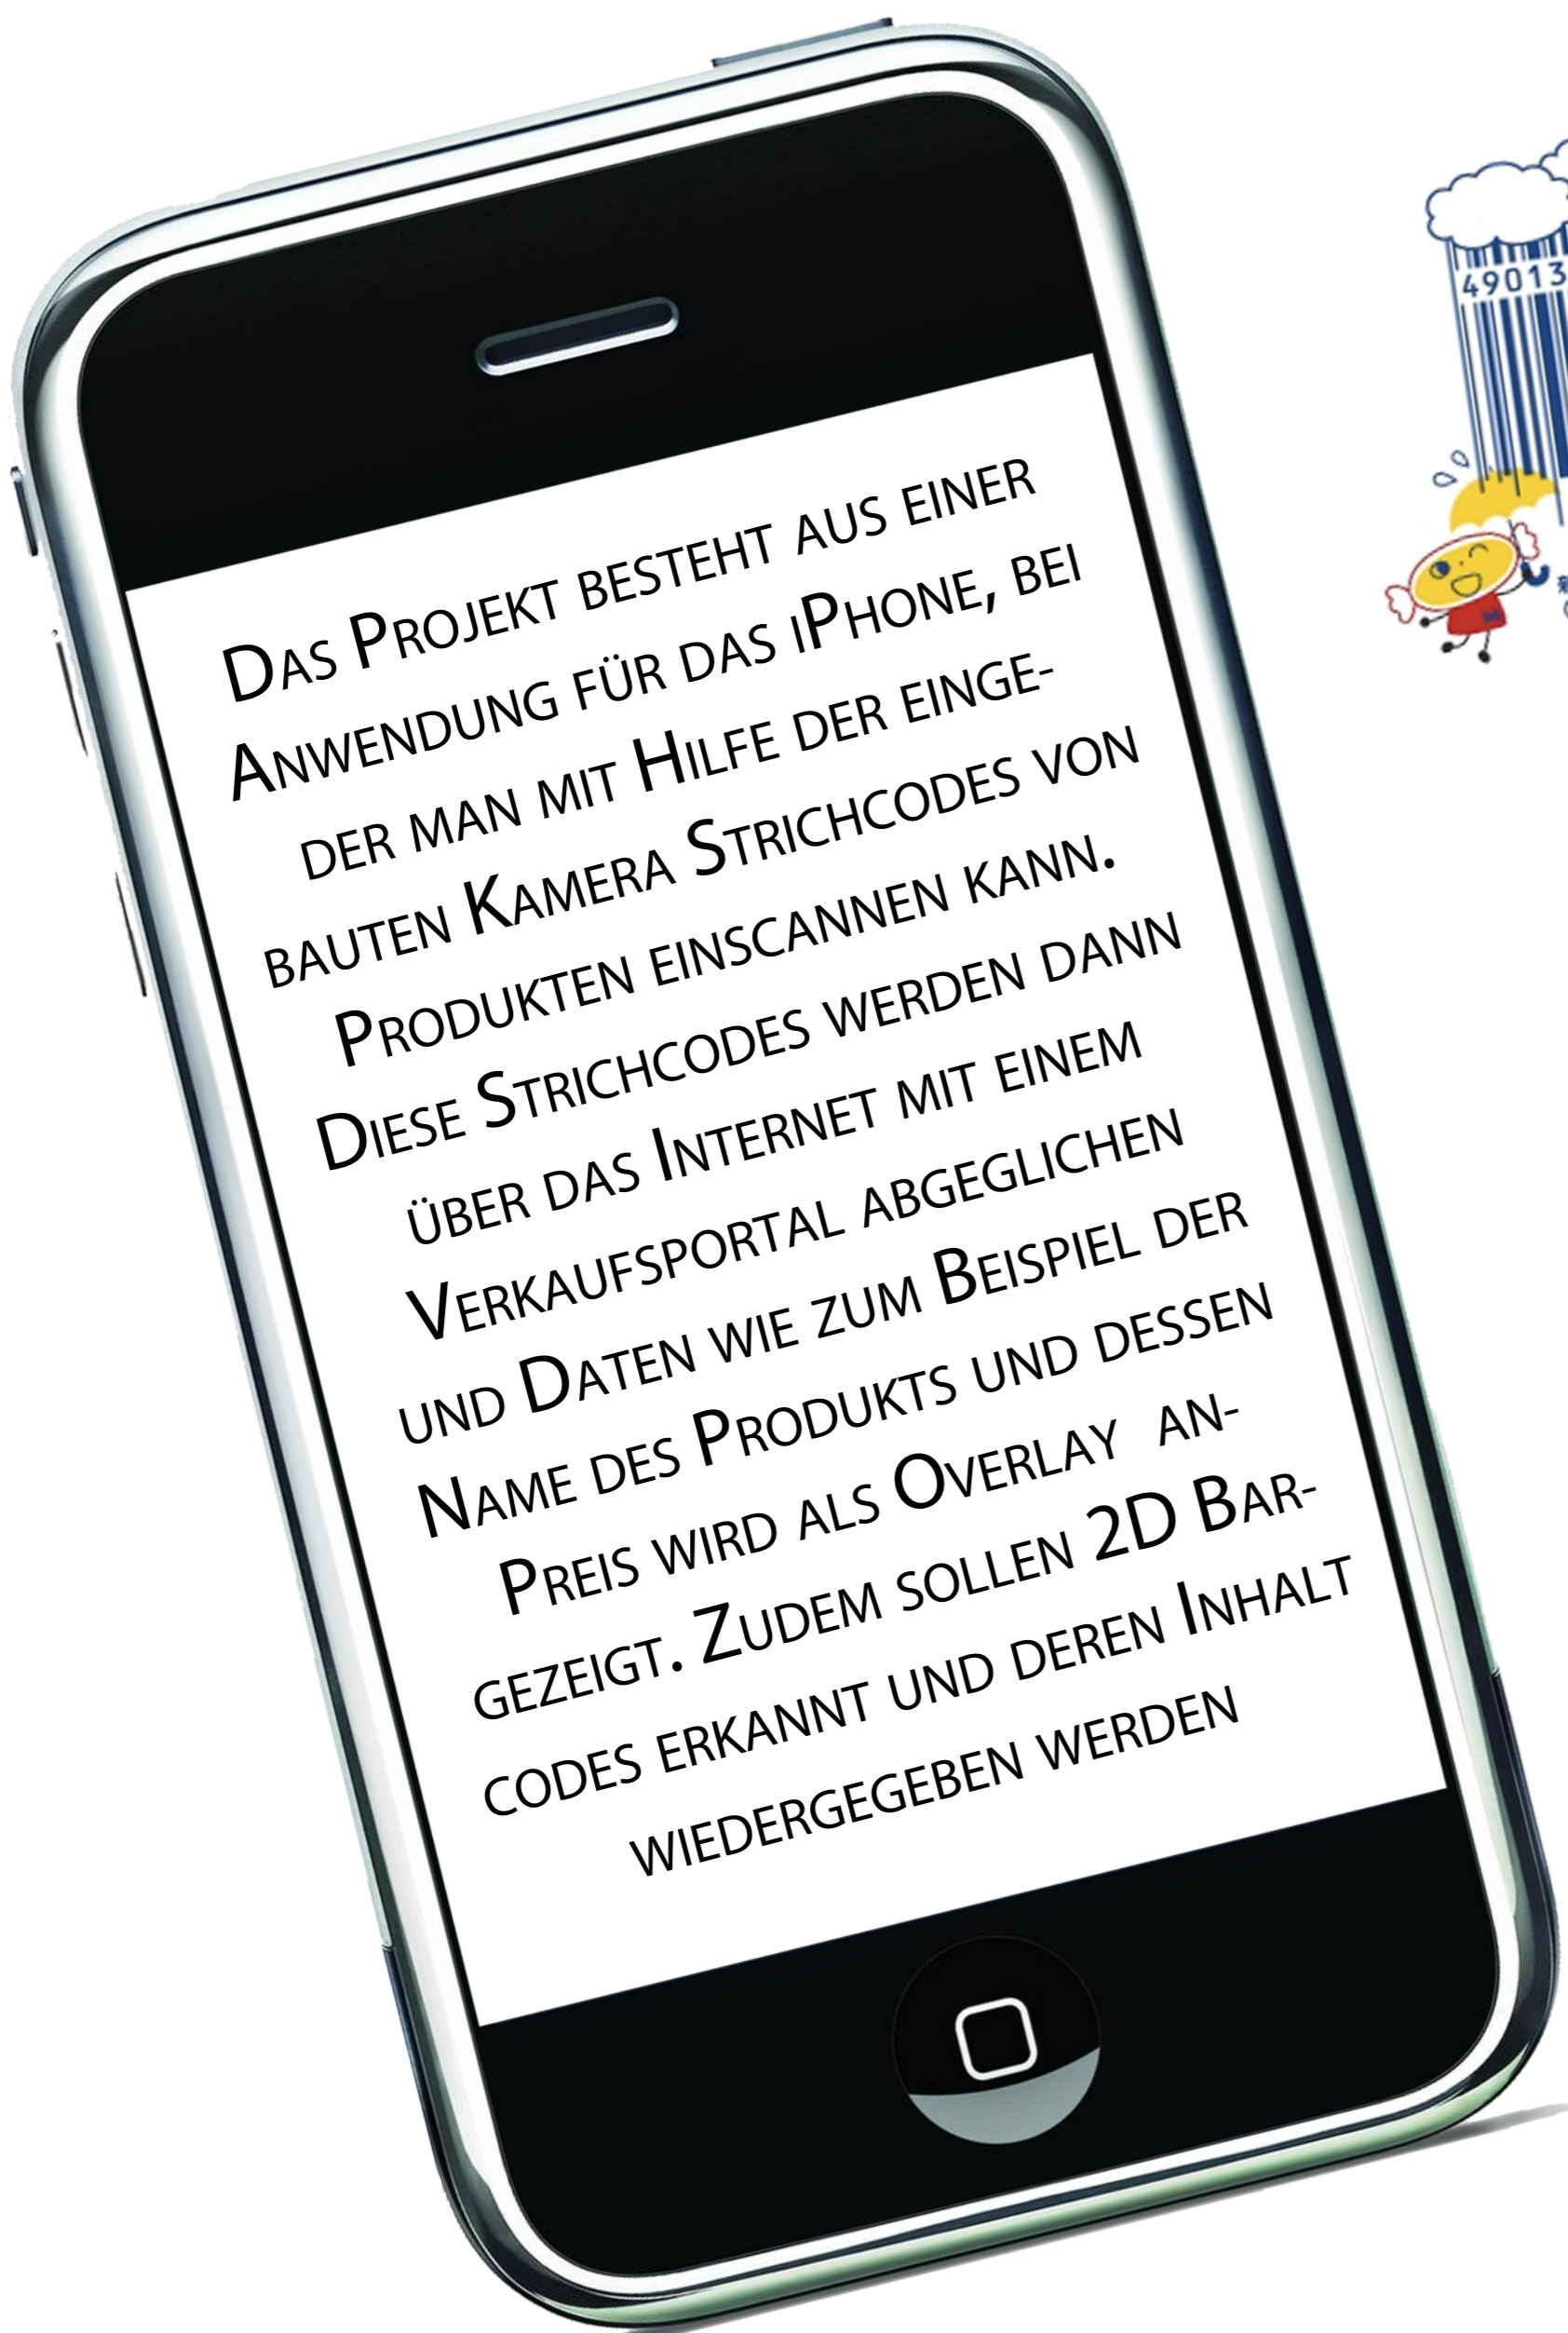 Das Projekt besteht aus einer
Anwendung für das iPhone, bei
der man mit Hilfe der einge-
bauten Kamera Strichcodes von
Produkten einscannen kann.
Diese Strichcodes werden dann
über das Internet mit einem
Verkaufsportal abgeglichen
und Daten wie zum Beispiel der
Name des Produkts und dessen
Preis wird als Overlay an-
gezeigt. Zudem sollen 2D Bar-
codes erkannt und deren Inhalt
wiedergegeben werden
49013